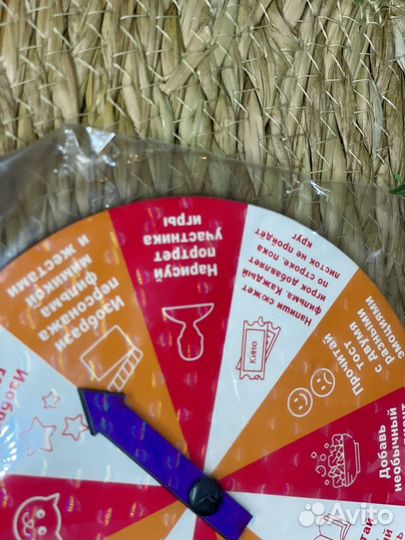 Изобрази
персонажа
фильма
мимикой
и жестами
Нарисуй
портрет
участника
игры
Напиши сюжет
фильма. Каждый
игрок добавляет
по строке, пока
листок не пройдёт
круг
КИНО
Прочитай
тост
с двумя
разными
эмоциями
Добавь
необычный
Avito